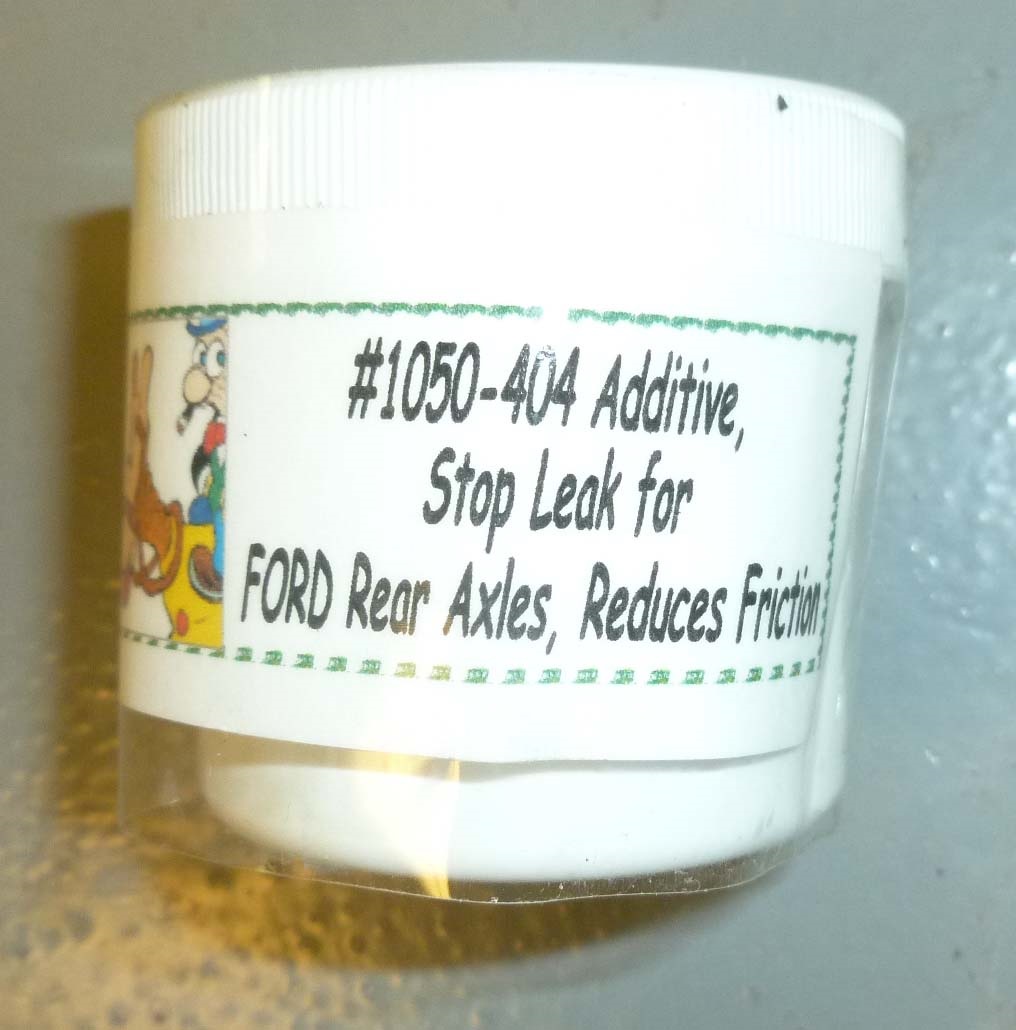 #1050-404 Additive,
Stop Leak for
FORD Rear Axles, Reduces Friction